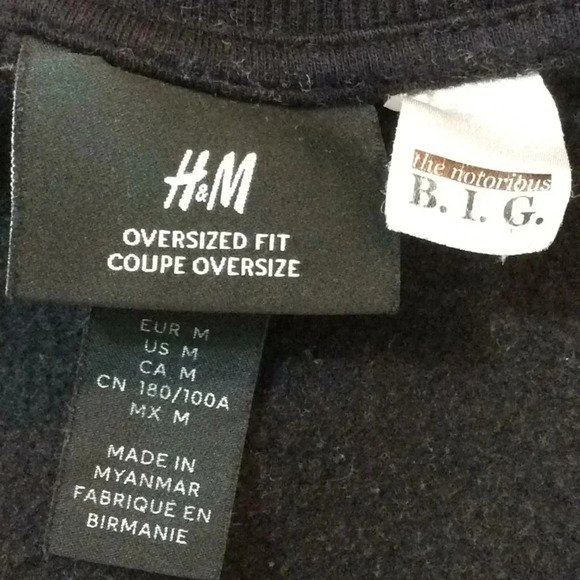 H&M
OVERSIZED FIT
COUPE OVERSIZE
the notorious
B. I. G.
EUR M
US M
CA M
CN 180/100A
MX M
MADE IN
MYANMAR
FABRIQUÉ EN
BIRMANIE